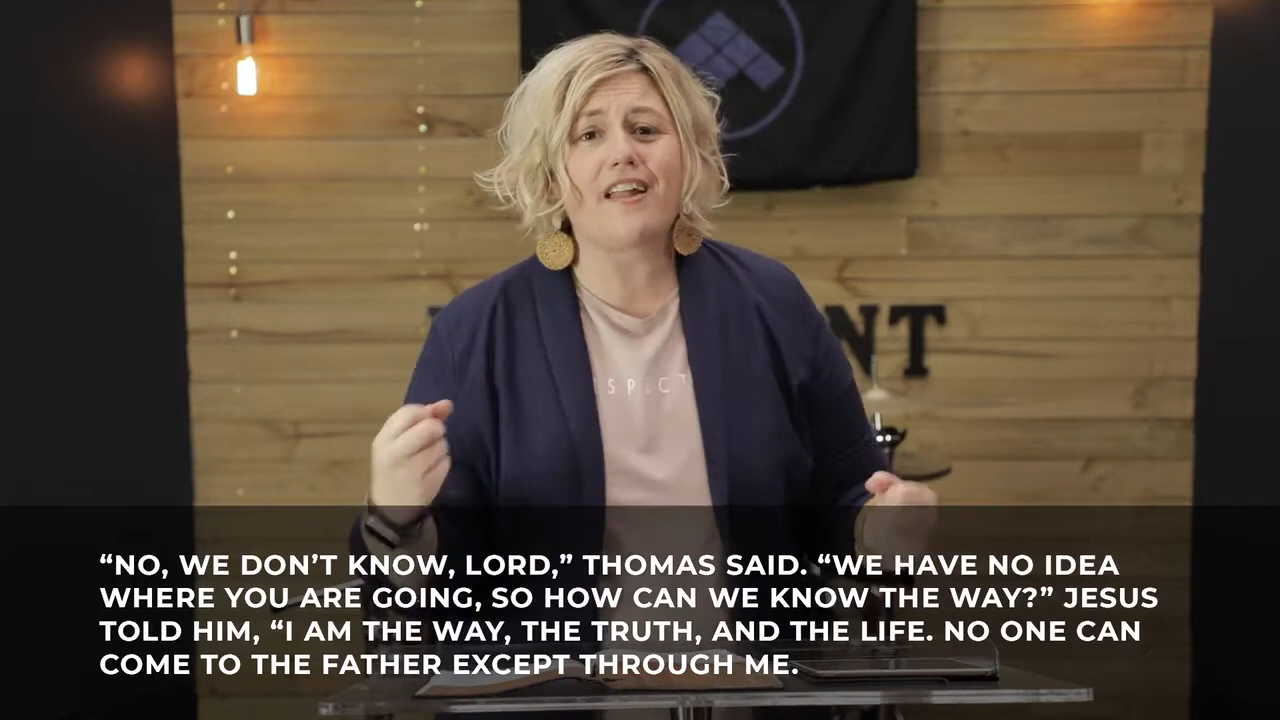 NT
SPECT
“NO, WE DON’T KNOW, LORD,” THOMAS SAID. “WE HAVE NO IDEA
WHERE YOU ARE GOING, SO HOW CAN WE KNOW THE WAY?” JESUS
TOLD HIM, “I AM THE WAY, THE TRUTH, AND THE LIFE. NO ONE CAN
COME TO THE FATHER EXCEPT THROUGH ME.